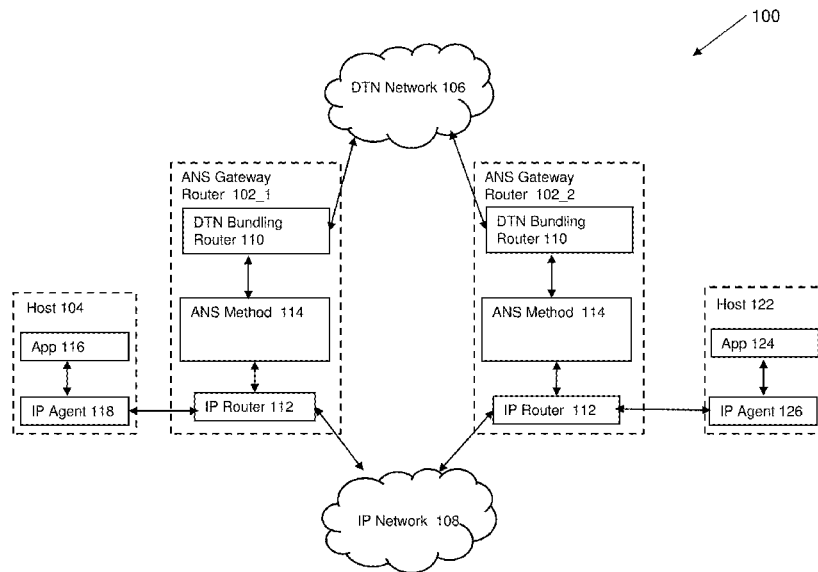 100
DTN Network 106
ANS Gateway
Router 102_1
DTN Bundling
Router 110
ANS Method 114
IP Router 112
ANS Gateway
Router 102_2
DTN Bundling
Router 110
ANS Method 114
IP Router 112
Host 104
App 116
IP Agent 118
Host 122
App 124
IP Agent 126
IP Network 108